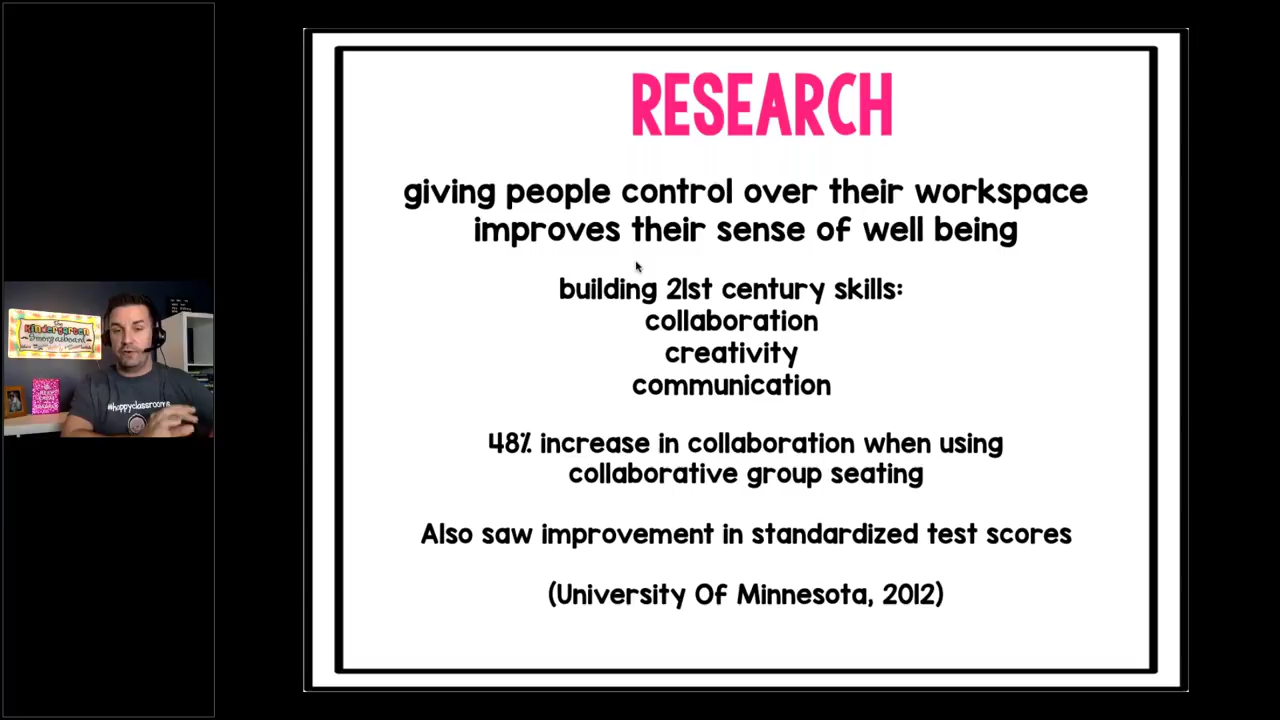 RESEARCH
giving people control over their workspace
improves their sense of well being
building 21st century skills:
collaboration
creativity
communication
48% increase in collaboration when using
collaborative group seating
Also saw improvement in standardized test scores
(University Of Minnesota, 2012)
The
Kindergarten
Smorgasboard
#happyclassrooms